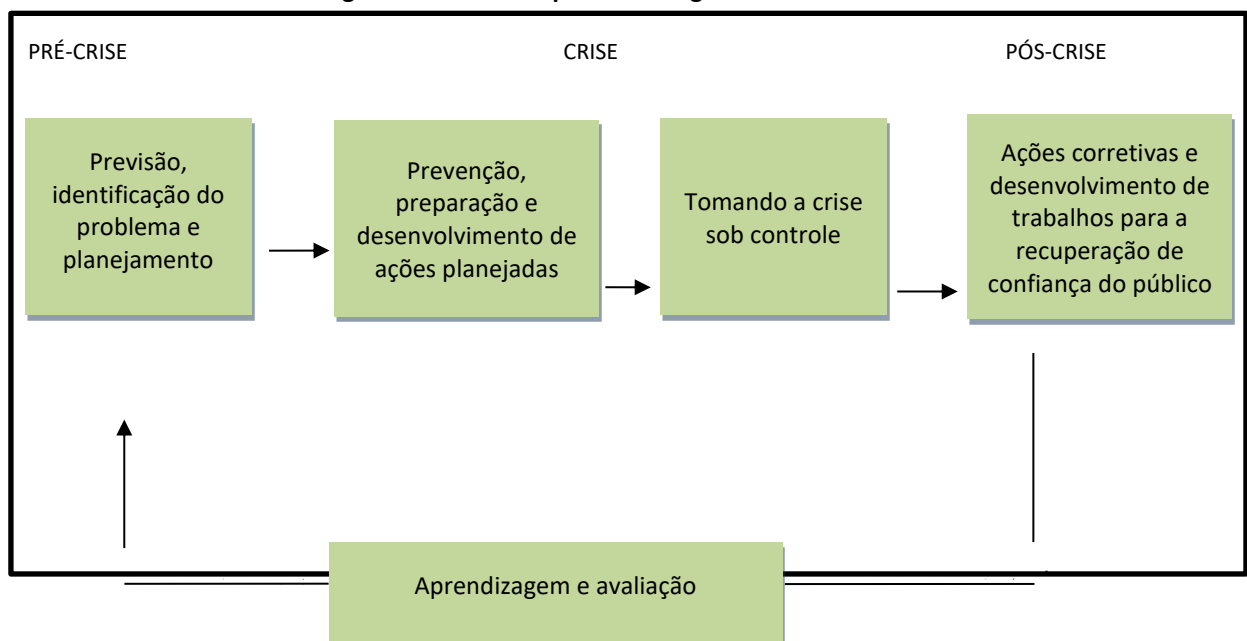 PRÉ-CRISE
CRISE
PÓS-CRISE
Previsão,
identificação do
problema e
planejamento
Prevenção,
preparação e
desenvolvimento de
ações planejadas
Tomando a crise
sob controle
Ações corretivas e
desenvolvimento de
trabalhos para a
recuperação de
confiança do público
Aprendizagem e avaliação